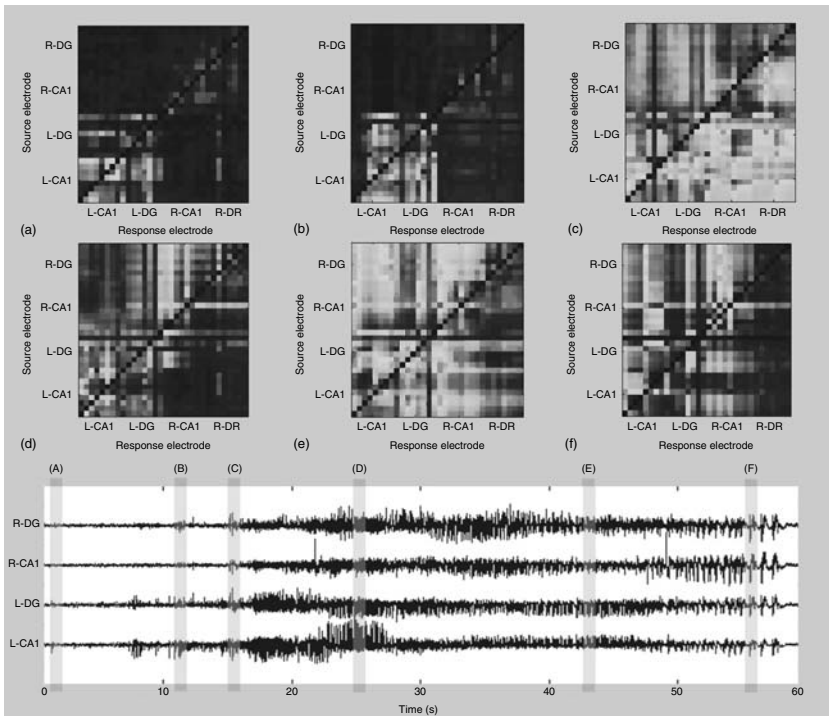 R-DG
R-CA1
L-DG
L-CA1
Source electrode
L-CA1 L-DG R-CA1 R-DR
Response electrode
(a)
R-DG
R-CA1
L-DG
L-CA1
Source electrode
L-CA1 L-DG R-CA1 R-DR
Response electrode
(b)
R-DG
R-CA1
L-DG
L-CA1
Source electrode
L-CA1 L-DG R-CA1 R-DR
Response electrode
(c)
R-DG
R-CA1
L-DG
L-CA1
Source electrode
L-CA1 L-DG R-CA1 R-DR
Response electrode
(d)
R-DG
R-CA1
L-DG
L-CA1
Source electrode
L-CA1 L-DG R-CA1 R-DR
Response electrode
(e)
R-DG
R-CA1
L-DG
L-CA1
Source electrode
L-CA1 L-DG R-CA1 R-DR
Response electrode
(f)
(A) (B) (C) (D) (E) (F)
R-DG
R-CA1
L-DG
L-CA1
0 10 20 30 40 50 60
Time (s)